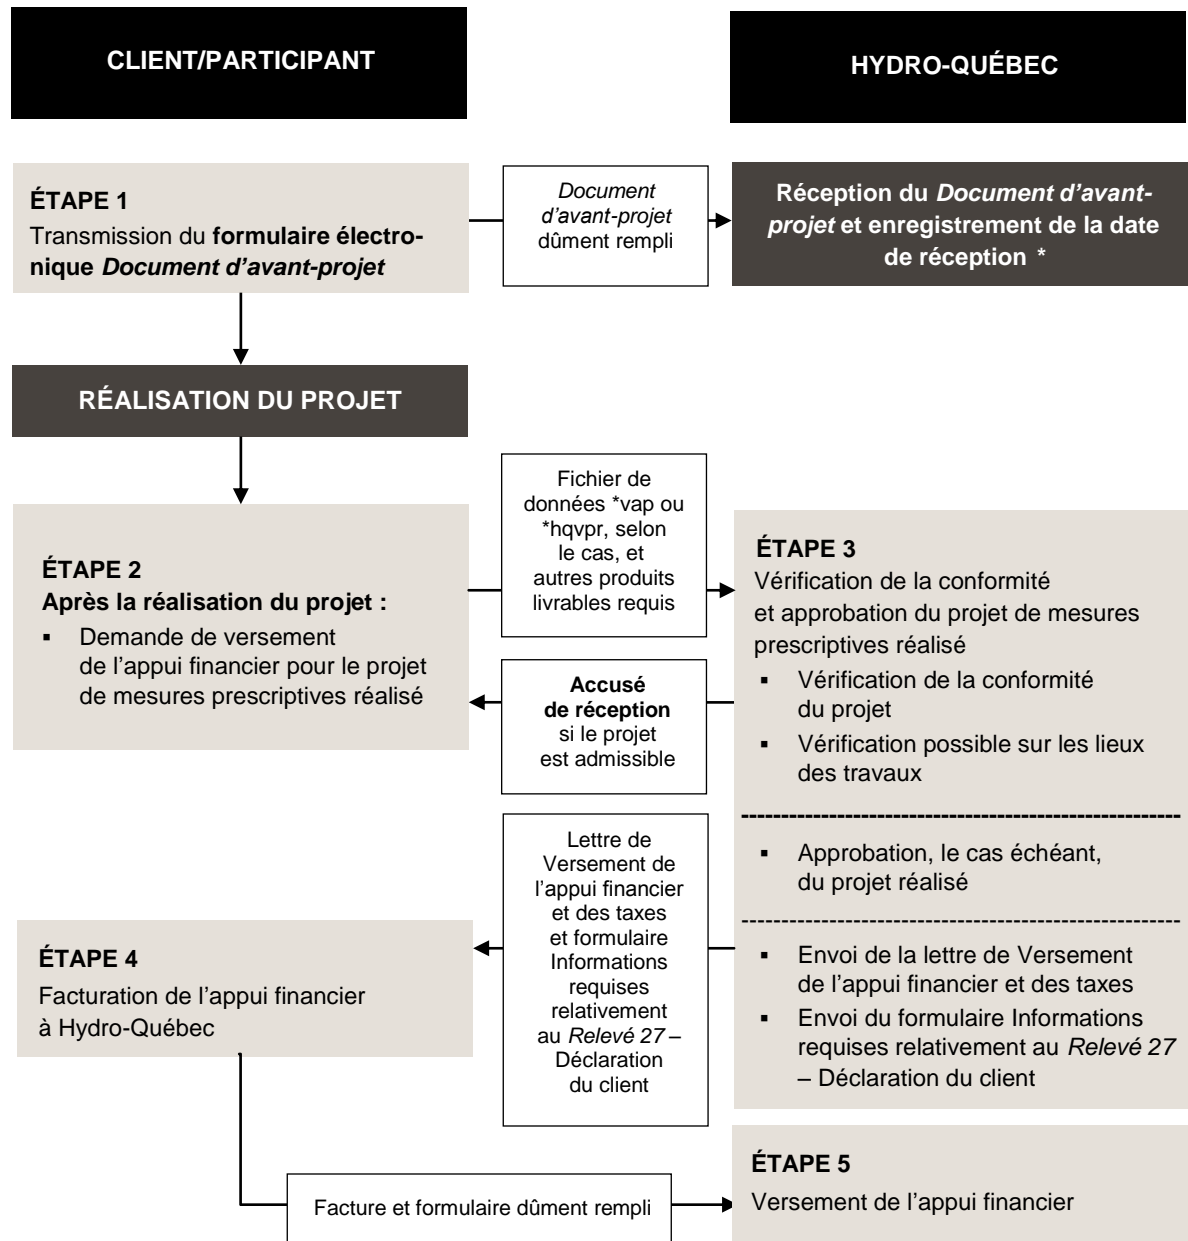 CLIENT/PARTICIPANT
HYDRO-QUÉBEC
ÉTAPE 1
Transmission du formulaire électro-
nique Document d’avant-projet
Document
d’avant-projet
dûment rempli
Réception du Document d’avant-
projet et enregistrement de la date
de réception *
RÉALISATION DU PROJET
ÉTAPE 2
Après la réalisation du projet :
▪ Demande de versement
de l’appui financier pour le projet
de mesures prescriptives réalisé
Fichier de
données *vap ou
*hqvpr, selon
le cas, et
autres produits
livrables requis
Accusé
de réception
si le projet
est admissible
ÉTAPE 3
Vérification de la conformité
et approbation du projet de mesures
prescriptives réalisé
▪ Vérification de la conformité
du projet
▪ Vérification possible sur les lieux
des travaux
▪ Approbation, le cas échéant,
du projet réalisé
▪ Envoi de la lettre de Versement
de l’appui financier et des taxes
▪ Envoi du formulaire Informations
requises relativement au Relevé 27
– Déclaration du client
Lettre de
Versement de
l’appui financier
et des taxes
et formulaire
Informations
requises
relativement
au Relevé 27 –
Déclaration
du client
ÉTAPE 4
Facturation de l’appui financier
à Hydro-Québec
Facture et formulaire dûment rempli
ÉTAPE 5
Versement de l’appui financier